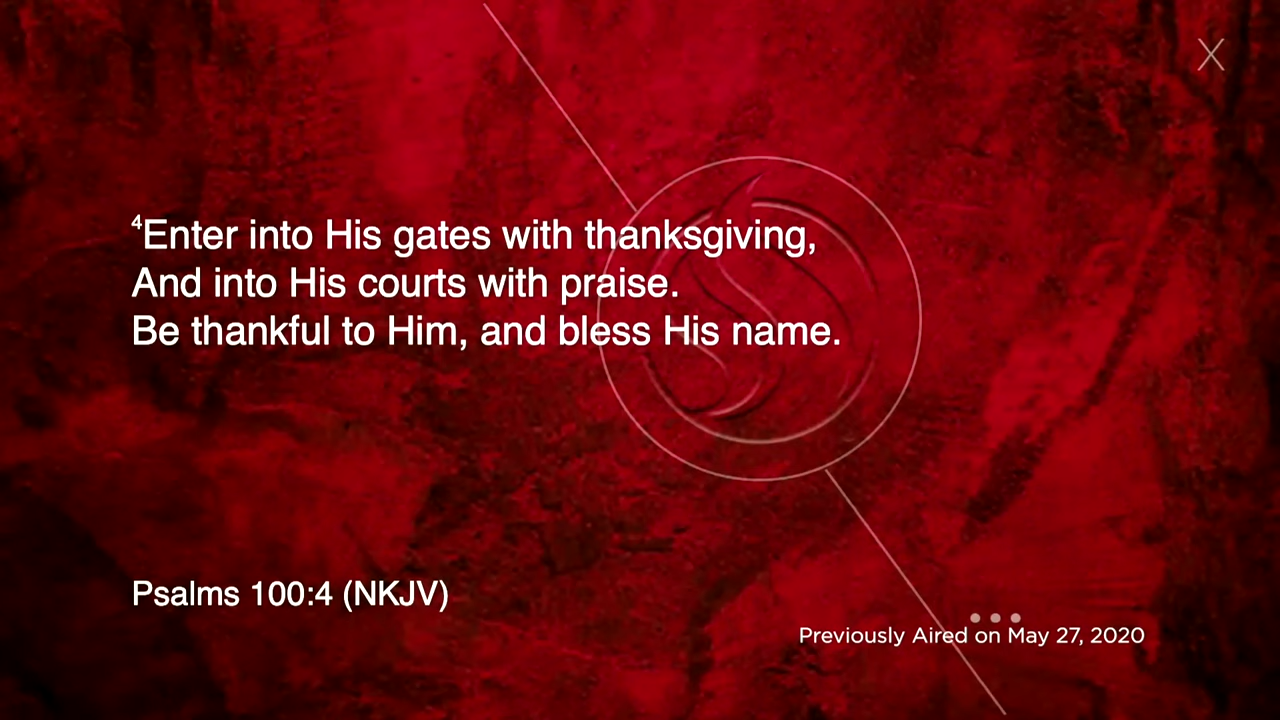 ⁴Enter into His gates with thanksgiving,
And into His courts with praise.
Be thankful to Him, and bless His name.
Psalms 100:4 (NKJV)
Previously Aired on May 27, 2020